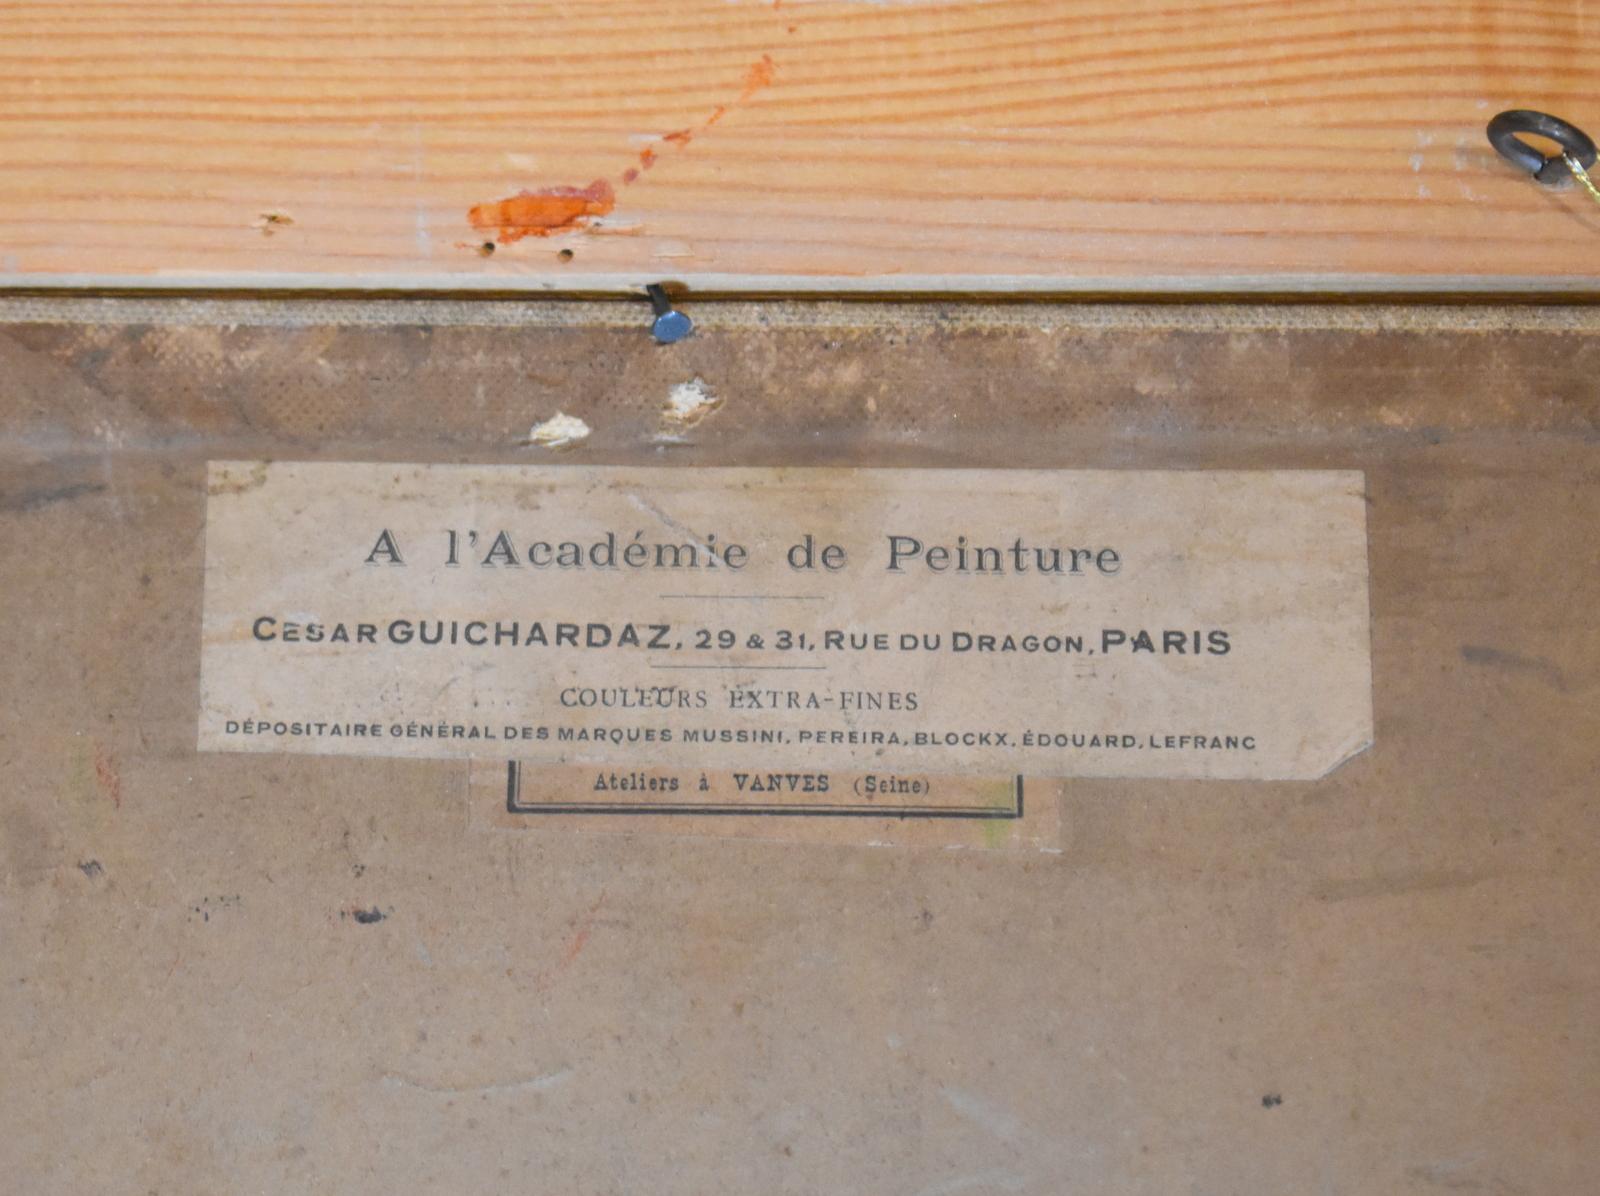 A l'Académie de Peinture
CESAR GUICHARDAZ, 29 & 31, RUE DU DRAGON, PARIS
COULEURS EXTRA-FINES
DÉPOSITAIRE GÉNÉRAL DES MARQUES MUSSINI, PEREIRA, BLOCKX, ÉDOUARD, LEFRANC
Ateliers à VANVES (Seine)